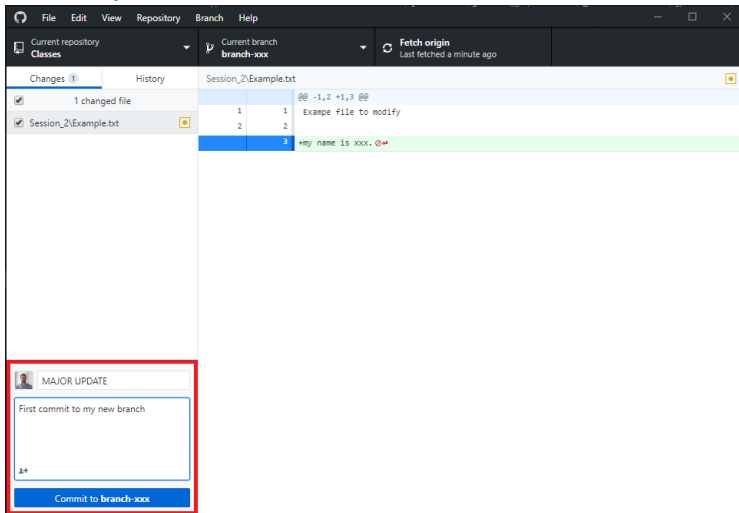 File Edit View Repository Branch Help
Current repository
Classes
Current branch
branch-xxx
Fetch origin
Last fetched a minute ago
Changes 1 History
Session_2\Example.txt
1 changed file
Session_2\Example.txt
@@ -1,2 +1,3 @@
1 1 Exampe file to modify
2 2
3 +my name is xxx.
MAJOR UPDATE
First commit to my new branch
Commit to branch-xxx